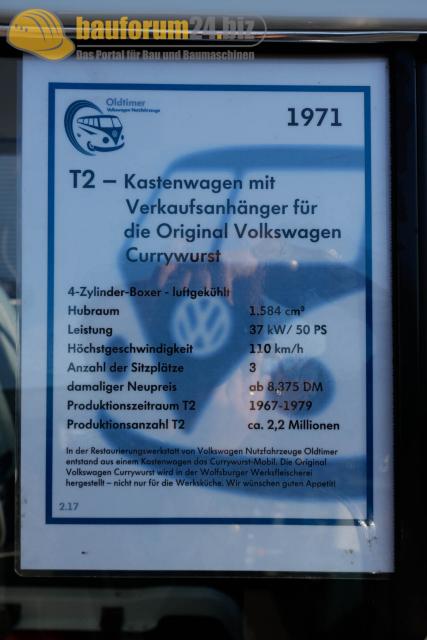 bauforum24.biz
Das Portal für Bau und Baumaschinen
Oldtimer
Volkswagen Nutzfahrzeuge
1971
T2 – Kastenwagen mit
Verkaufsanhänger für
die Original Volkswagen
Currywurst
4-Zylinder-Boxer - luftgekühlt
Hubraum 1.584 cm³
Leistung 37 kW/ 50 PS
Höchstgeschwindigkeit 110 km/h
Anzahl der Sitzplätze 3
damaliger Neupreis ab 8.375 DM
Produktionszeitraum T2 1967-1979
Produktionsanzahl T2 ca. 2,2 Millionen
In der Restaurierungswerkstatt von Volkswagen Nutzfahrzeuge Oldtimer
entstand aus einem Kastenwagen das Currywurst-Mobil. Die Original
Volkswagen Currywurst wird in der Wolfsburger Werksfleischerei
hergestellt – nicht nur für die Werksküche. Wir wünschen guten Appetit!
2.17